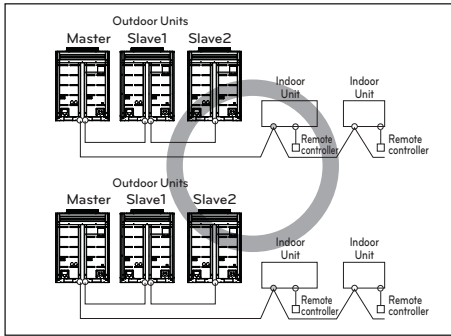 Outdoor Units
Master Slave1 Slave2
Indoor
Unit
Indoor
Unit
Remote
controller
Remote
controller
Outdoor Units
Master Slave1 Slave2
Indoor
Unit
Indoor
Unit
Remote
controller
Remote
controller